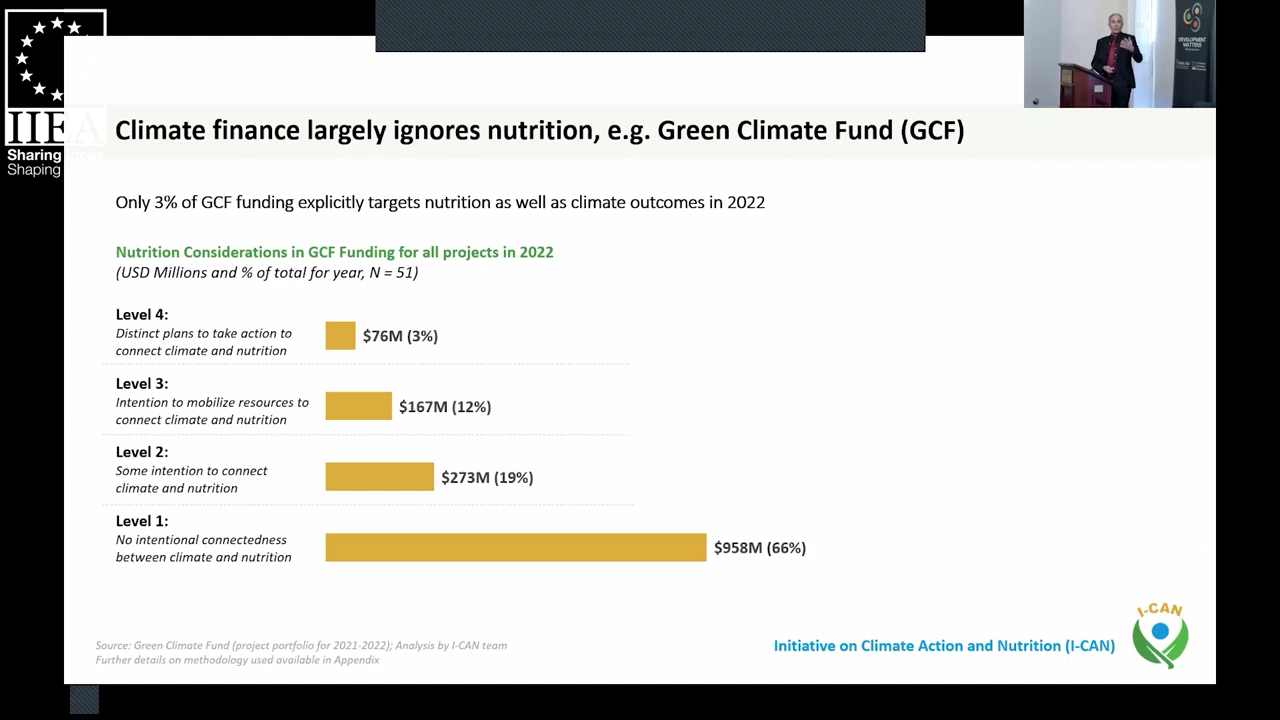 IIEA
Sharing Ideas
Shaping
DEVELOPMENT
MATTERS
Climate finance largely ignores nutrition, e.g. Green Climate Fund (GCF)
Only 3% of GCF funding explicitly targets nutrition as well as climate outcomes in 2022
Nutrition Considerations in GCF Funding for all projects in 2022
(USD Millions and % of total for year, N = 51)
Level 4:
Distinct plans to take action to
connect climate and nutrition
$76M (3%)
Level 3:
Intention to mobilize resources to
connect climate and nutrition
$167M (12%)
Level 2:
Some intention to connect
climate and nutrition
$273M (19%)
Level 1:
No intentional connectedness
between climate and nutrition
$958M (66%)
Source: Green Climate Fund (project portfolio for 2021-2022); Analysis by I-CAN team
Further details on methodology used available in Appendix
Initiative on Climate Action and Nutrition (I-CAN)
I-CAN